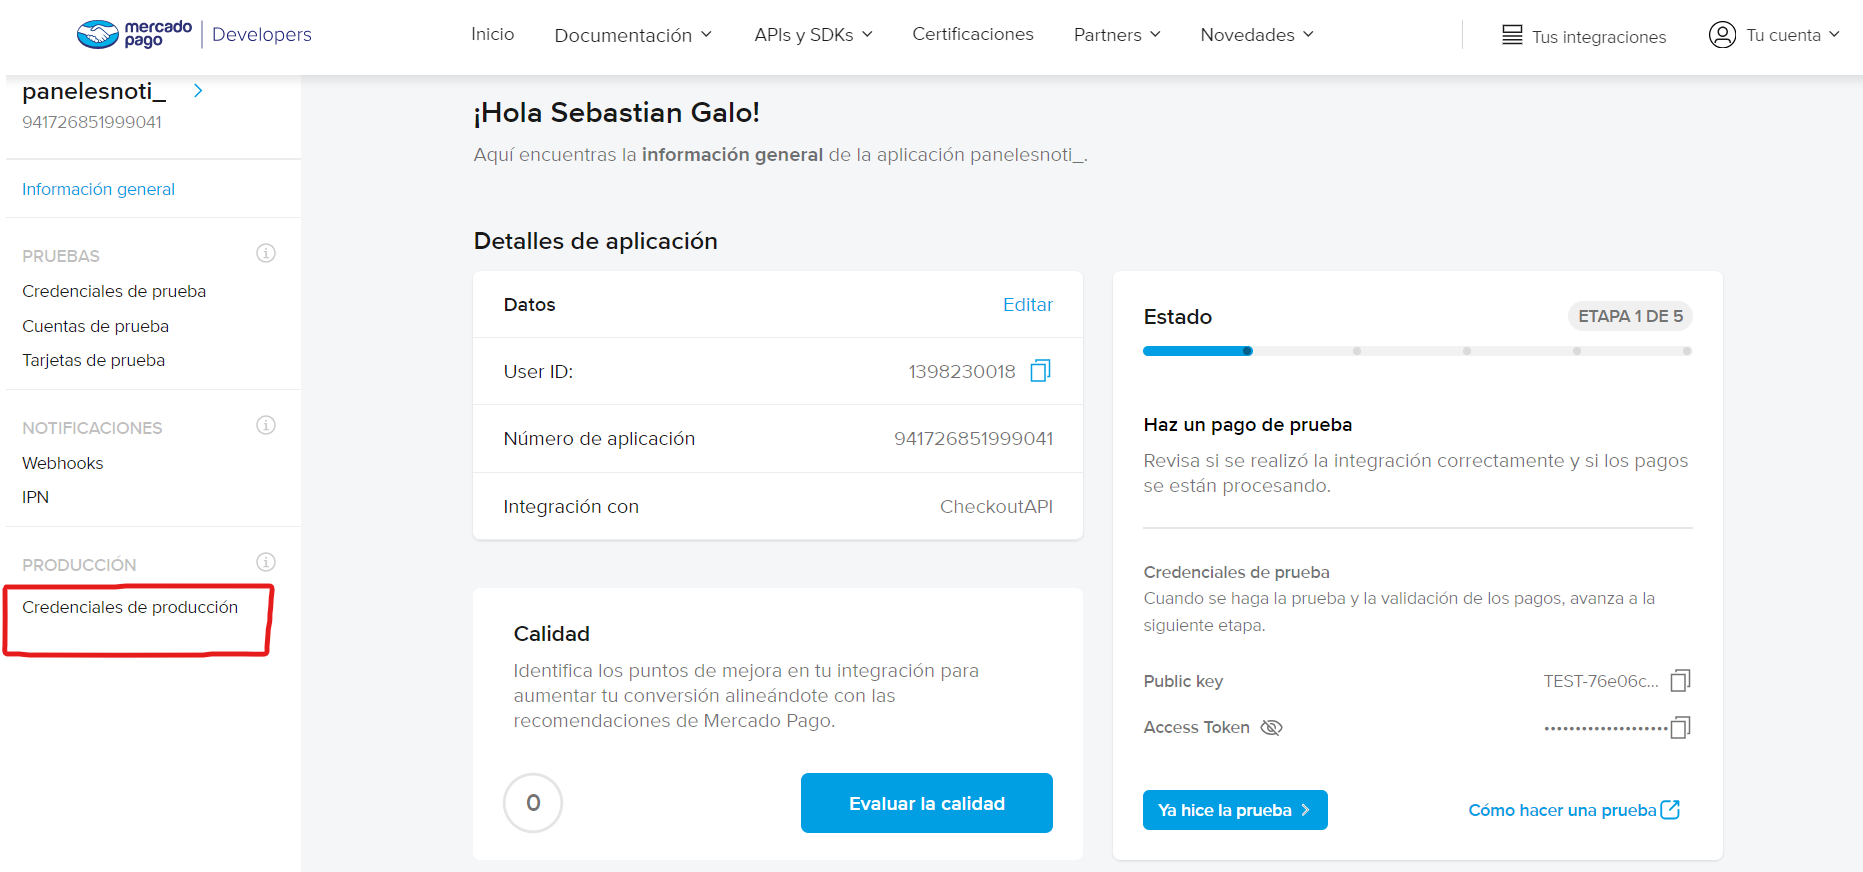 mercado
pago
Developers
Inicio
Documentación
APIs y SDKs
Certificaciones
Partners
Novedades
Tus integraciones
Tu cuenta
panelesnoti_
941726851999041
Información general
PRUEBAS
Credenciales de prueba
Cuentas de prueba
Tarjetas de prueba
NOTIFICACIONES
Webhooks
IPN
PRODUCCIÓN
Credenciales de producción
¡Hola Sebastian Galo!
Aquí encuentras la información general de la aplicación panelesnoti_.
Detalles de aplicación
Datos
Editar
User ID:
1398230018
Número de aplicación
941726851999041
Integración con
CheckoutAPI
Calidad
Identifica los puntos de mejora en tu integración para
aumentar tu conversión alineándote con las
recomendaciones de Mercado Pago.
0
Evaluar la calidad
Estado
ETAPA 1 DE 5
Haz un pago de prueba
Revisa si se realizó la integración correctamente y si los pagos
se están procesando.
Credenciales de prueba
Cuando se haga la prueba y la validación de los pagos, avanza a la
siguiente etapa.
Public key
TEST-76e06c...
Access Token
••••••••••••••••••••
Ya hice la prueba
Cómo hacer una prueba